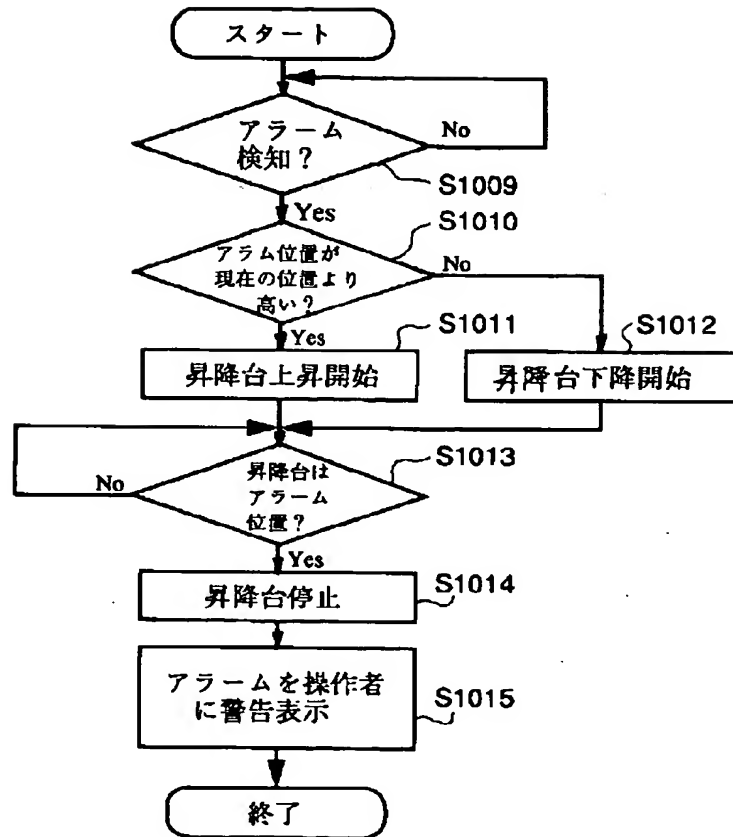 スタート
アラーム
検知？
No
S1009
Yes
S1010
アラム位置が
現在の位置より
高い？
No
Yes
S1011
S1012
昇降台上昇開始
昇降台下降開始
S1013
昇降台は
アラーム
位置？
No
Yes
昇降台停止
S1014
アラームを操作者
に警告表示
S1015
終了